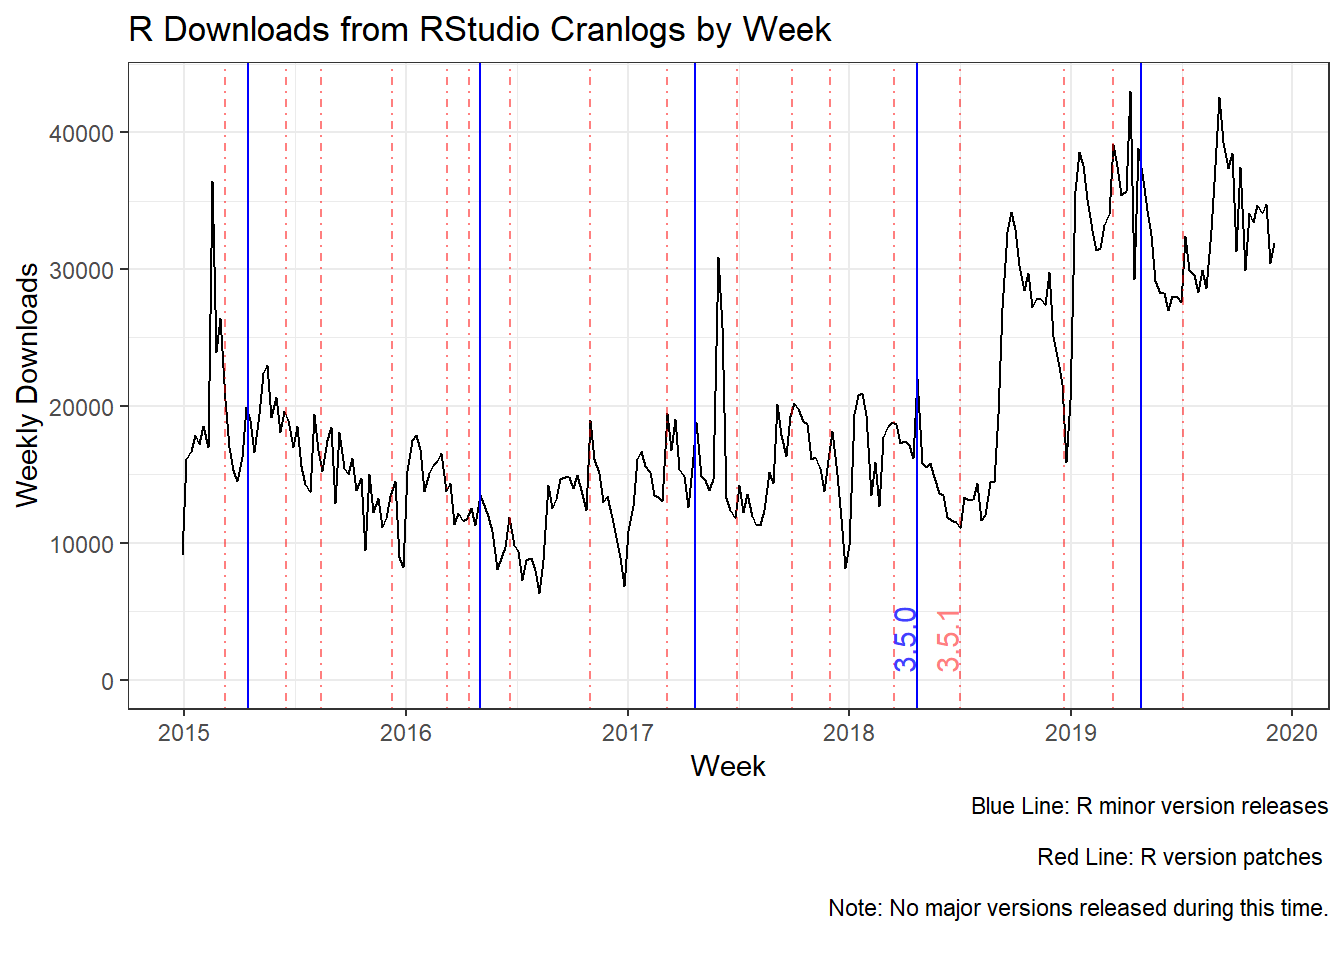 R Downloads from RStudio Cranlogs by Week
Weekly Downloads
40000
30000
20000
10000
0
3.5.0
3.5.1
2015
2016
2017
2018
2019
2020
Week
Blue Line: R minor version releases
Red Line: R version patches
Note: No major versions released during this time.